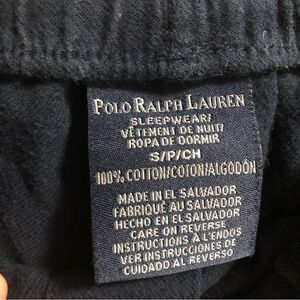 POLO RALPH LAUREN
SLEEPWEAR/
VÊTEMENT DE NUIT/
ROPA DE DORMIR
S/P/CH
100% COTTON/COTON/ALGODÓN
MADE IN EL SALVADOR
FABRIQUÉ AU SALVADOR
HECHO EN EL SALVADOR
CARE ON REVERSE
INSTRUCTIONS À L'ENDOS
VER INSTRUCCIONES DE
CUIDADO AL REVERSO